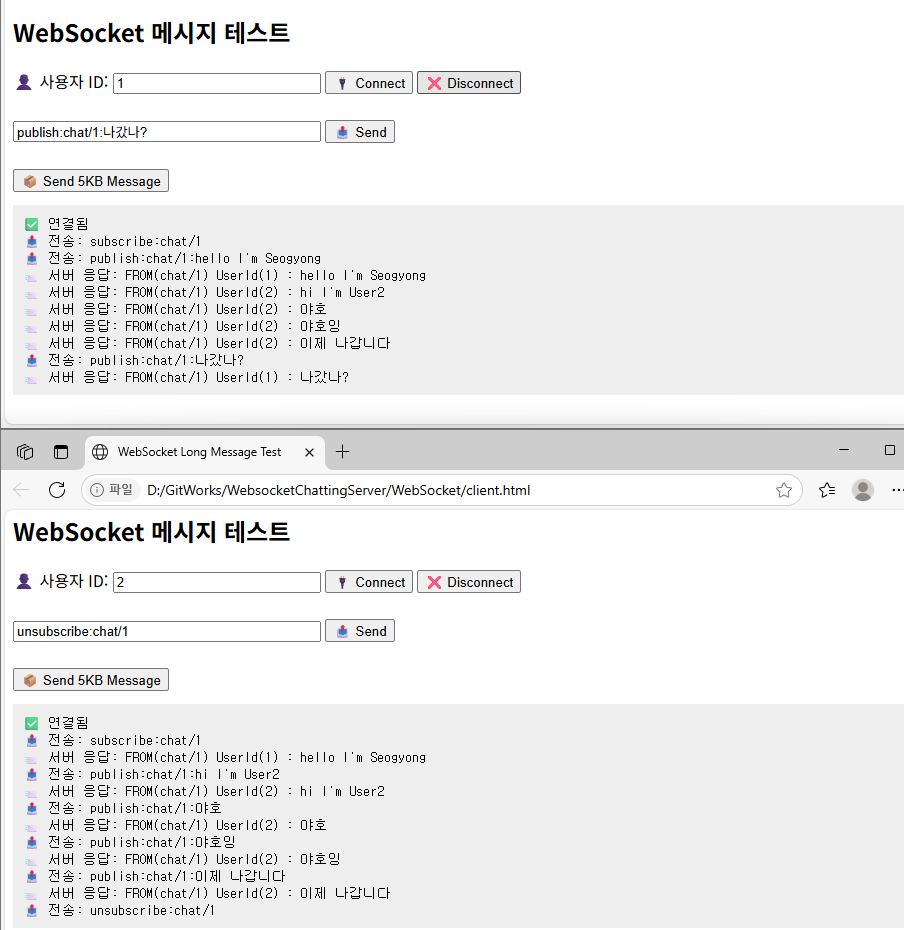 WebSocket 메시지 테스트
👤 사용자 ID: 1 🔌 Connect ❌ Disconnect
publish:chat/1:나갔나? 📤 Send
📦 Send 5KB Message
✅ 연결됨
📤 전송: subscribe:chat/1
📤 전송: publish:chat/1:hello I'm Seogyong
📨 서버 응답: FROM(chat/1) UserId(1) : hello I'm Seogyong
📨 서버 응답: FROM(chat/1) UserId(2) : hi I'm User2
📨 서버 응답: FROM(chat/1) UserId(2) : 야호
📨 서버 응답: FROM(chat/1) UserId(2) : 야호잉
📨 서버 응답: FROM(chat/1) UserId(2) : 이제 나갑니다
📤 전송: publish:chat/1:나갔나?
📨 서버 응답: FROM(chat/1) UserId(1) : 나갔나?
WebSocket Long Message Test
파일 D:/GitWorks/WebsocketChattingServer/WebSocket/client.html
WebSocket 메시지 테스트
👤 사용자 ID: 2 🔌 Connect ❌ Disconnect
unsubscribe:chat/1 📤 Send
📦 Send 5KB Message
✅ 연결됨
📤 전송: subscribe:chat/1
📨 서버 응답: FROM(chat/1) UserId(1) : hello I'm Seogyong
📤 전송: publish:chat/1:hi I'm User2
📨 서버 응답: FROM(chat/1) UserId(2) : hi I'm User2
📤 전송: publish:chat/1:야호
📨 서버 응답: FROM(chat/1) UserId(2) : 야호
📤 전송: publish:chat/1:야호잉
📨 서버 응답: FROM(chat/1) UserId(2) : 야호잉
📤 전송: publish:chat/1:이제 나갑니다
📨 서버 응답: FROM(chat/1) UserId(2) : 이제 나갑니다
📤 전송: unsubscribe:chat/1